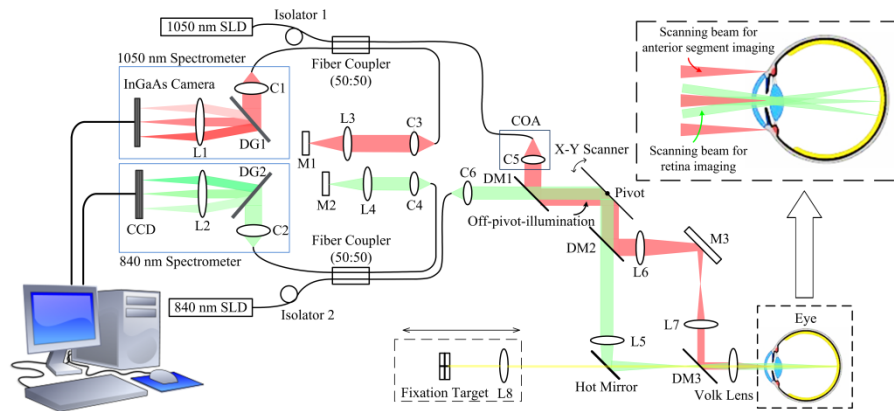 1050 nm SLD
Isolator 1
Fiber Coupler
(50:50)
1050 nm Spectrometer
InGaAs Camera
C1
L1
DG1
M1
L3
C3
COA
C5
DM1
X-Y Scanner
Pivot
Off-pivot-illumination
DM2
M2
L4
C4
C6
DG2
L2
CCD
C2
840 nm Spectrometer
Fiber Coupler
(50:50)
840 nm SLD
Isolator 2
L6
M3
L7
L5
Hot Mirror
DM3
Volk Lens
Eye
Fixation Target
L8
Scanning beam for
anterior segment imaging
Scanning beam for
retina imaging